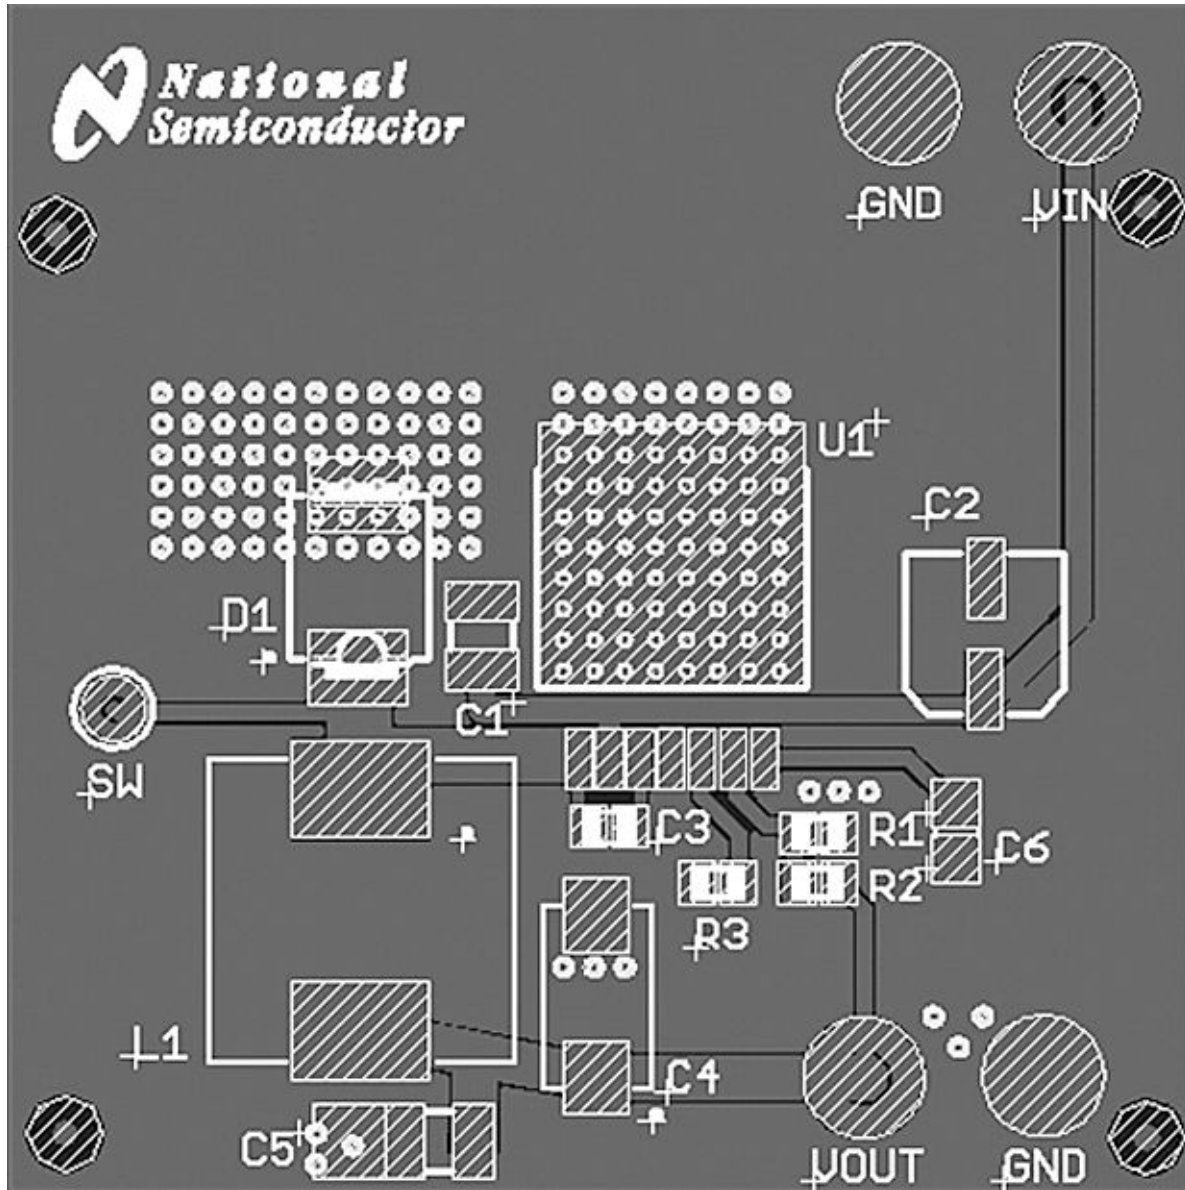 National
Semiconductor
GND
VIN
U1
C2
D1
C1
SW
C3
R1
C6
R2
R3
L1
C4
C5
VOUT
GND